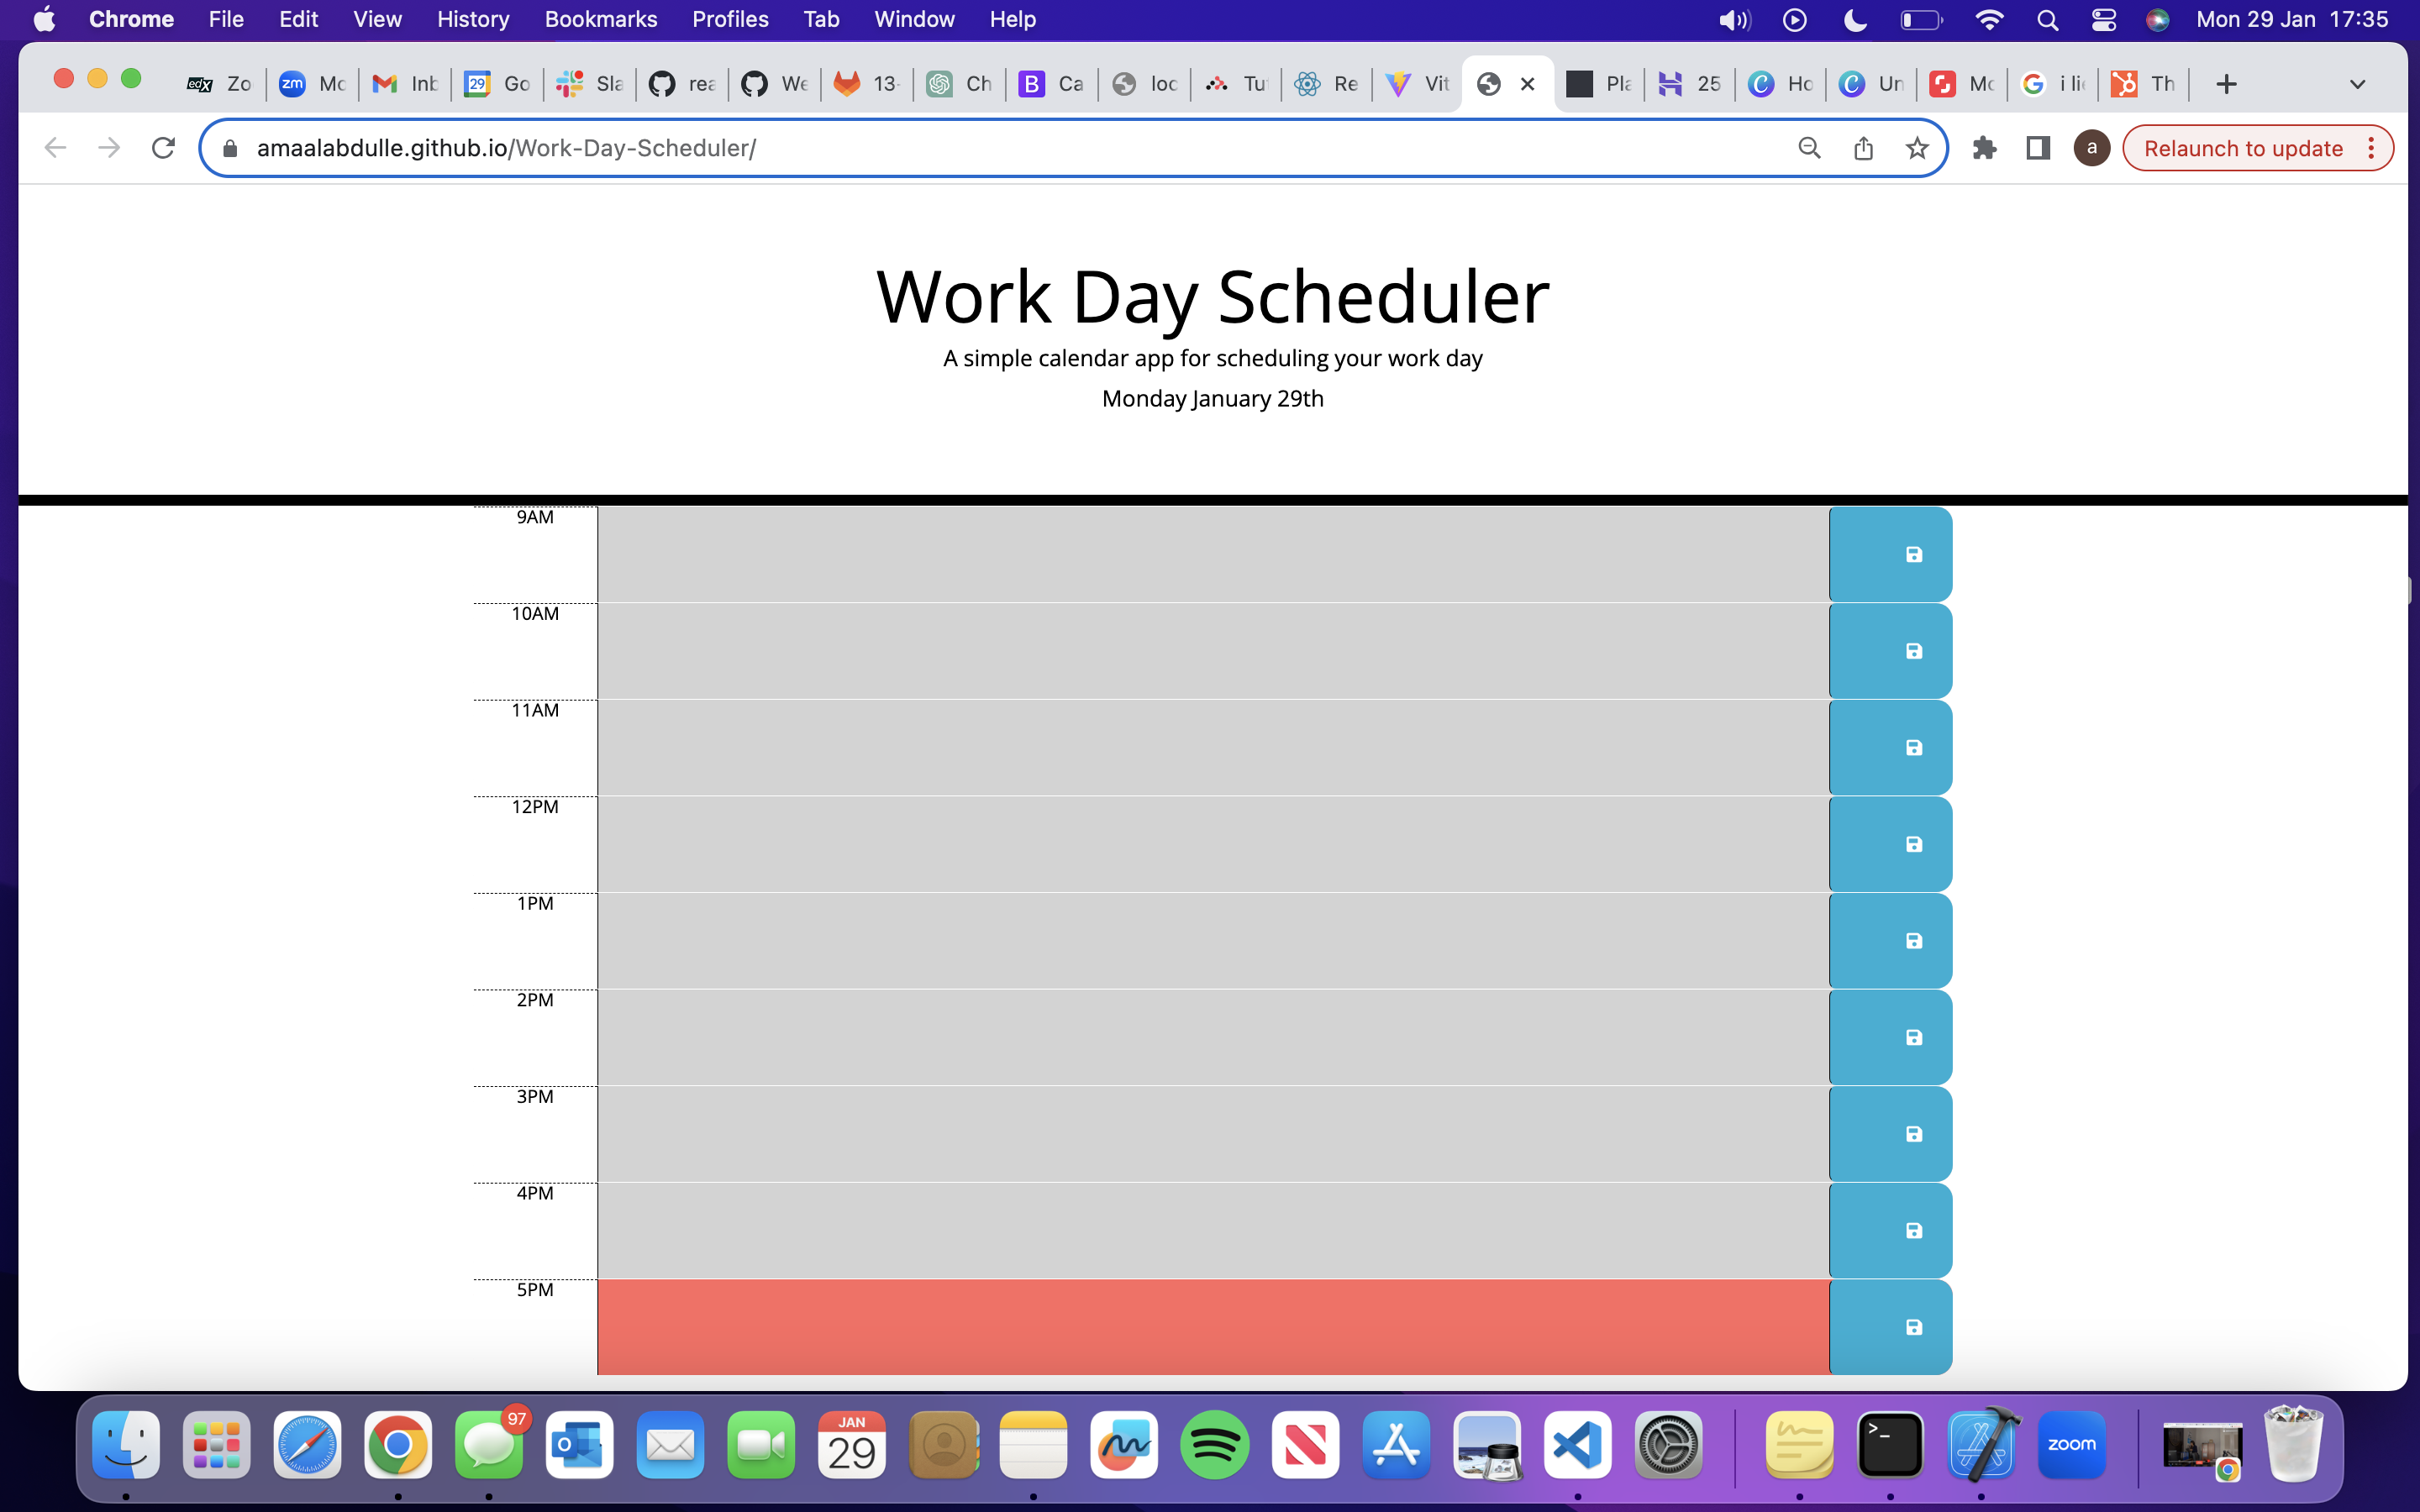 Chrome File Edit View History Bookmarks Profiles Tab Window Help Mon 29 Jan 17:35
edX Zo zm Mc M Inb 29 Go Sla rea We 13- Ch B Ca loc Tu Re Vit Pla 25 Ho Un Mc G i li Th
amaalabdulle.github.io/Work-Day-Scheduler/ a Relaunch to update
Work Day Scheduler
A simple calendar app for scheduling your work day
Monday January 29th
9AM
10AM
11AM
12PM
1PM
2PM
3PM
4PM
5PM
97
JAN
29
zoom